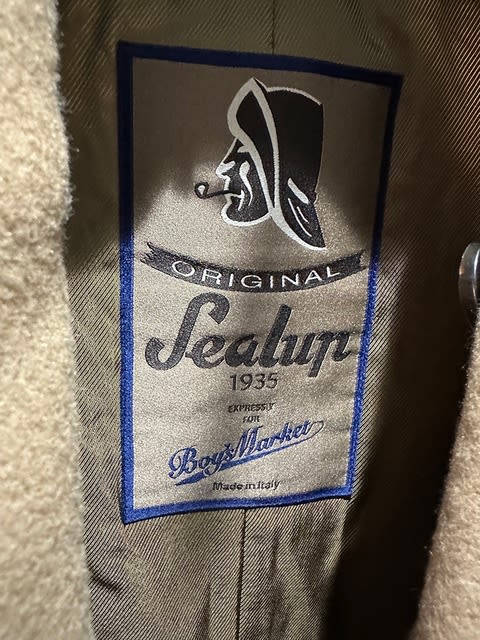 ORIGINAL
Sealup
1935
EXPRESSLY
FOR
Boy's Market
Made in Italy